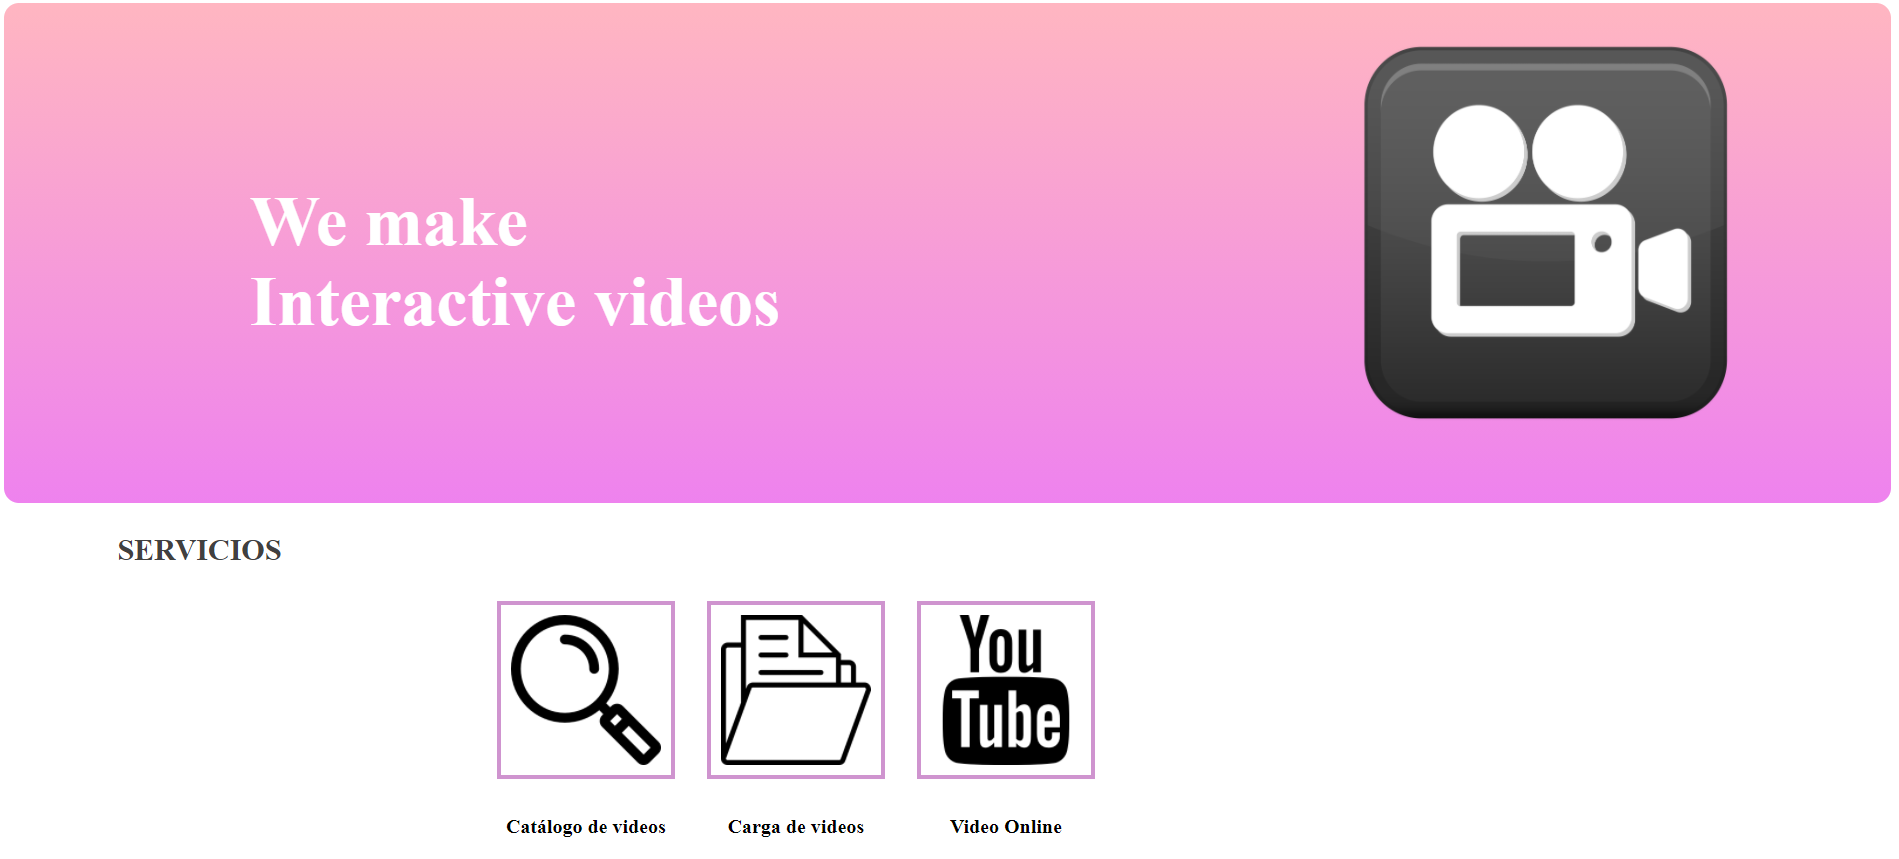 We make
Interactive videos
SERVICIOS
You
Tube
Catálogo de videos
Carga de videos
Video Online